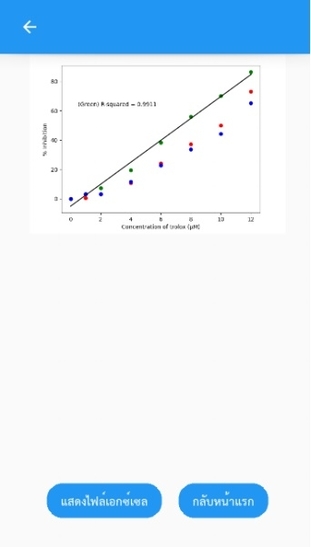 (Green) R-squared = 0.9911
% Inhibition
80
60
40
20
0
0 2 4 6 8 10 12
Concentration of trolox (μM)
แสดงไฟล์เอกซ์เซล
กลับหน้าแรก